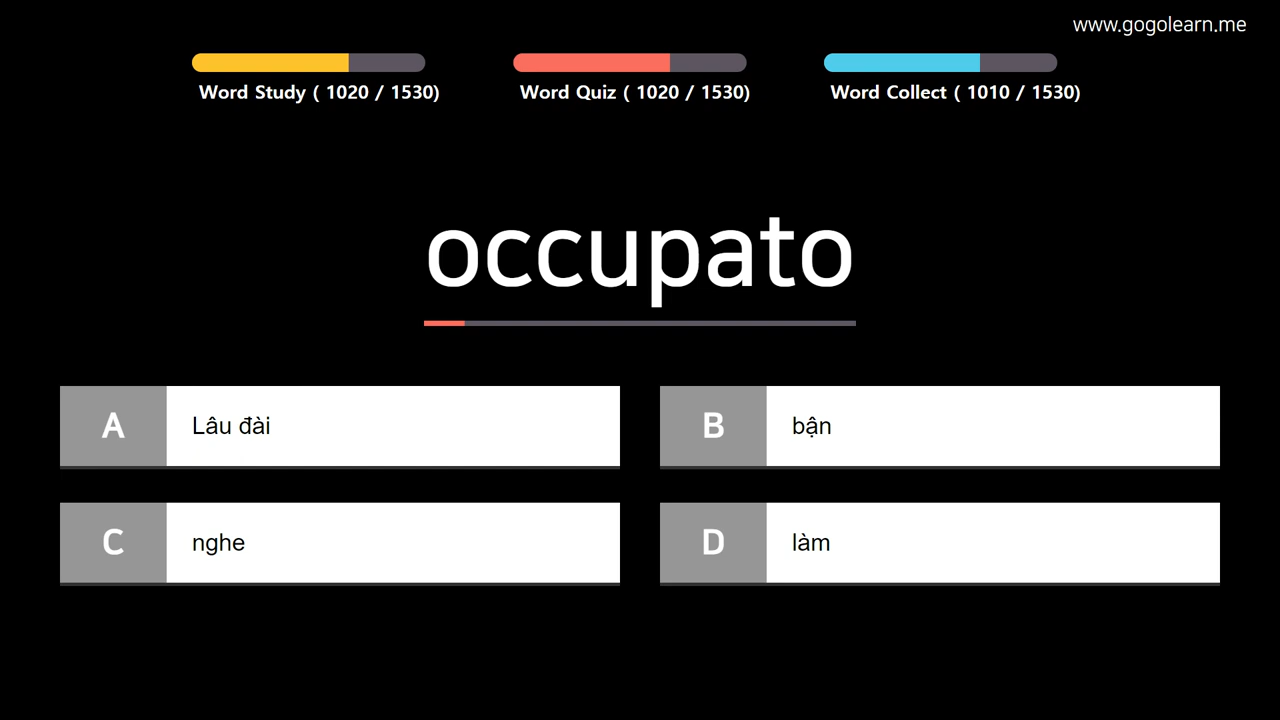 www.gogolearn.me
Word Study ( 1020 / 1530)
Word Quiz ( 1020 / 1530)
Word Collect ( 1010 / 1530)
occupato
A Lâu đài
B bận
C nghe
D làm